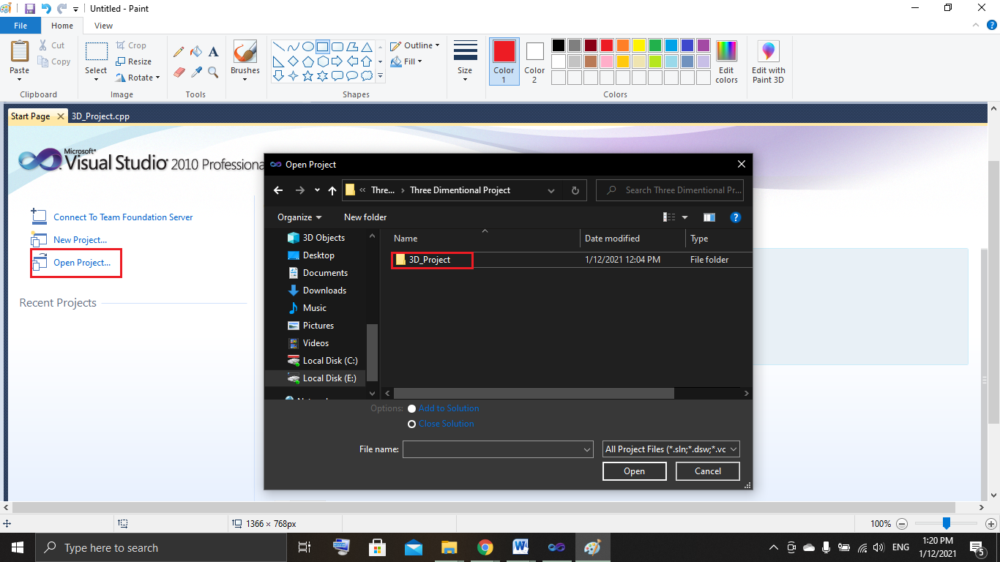 Untitled - Paint
File Home View
Paste
Cut
Copy
Clipboard
Select
Crop
Resize
Rotate
Image
Tools
Brushes
Outline
Fill
Shapes
Size
Color 1
Color 2
Edit colors
Colors
Edit with Paint 3D
Start Page 3D_Project.cpp
Microsoft®
Visual Studio 2010 Professiona
Connect To Team Foundation Server
New Project...
Open Project...
Recent Projects
Open Project
« Thre... › Three Dimentional Project
Search Three Dimentional Pr...
Organize New folder
3D Objects
Desktop
Documents
Downloads
Music
Pictures
Videos
Local Disk (C:)
Local Disk (E:)
Name Date modified Type
3D_Project 1/12/2021 12:04 PM File folder
Options: Add to Solution
Close Solution
File name: All Project Files (*.sln;*.dsw;*.vc
Open Cancel
1366 × 768px 100%
Type here to search
ENG
1:20 PM
1/12/2021
5